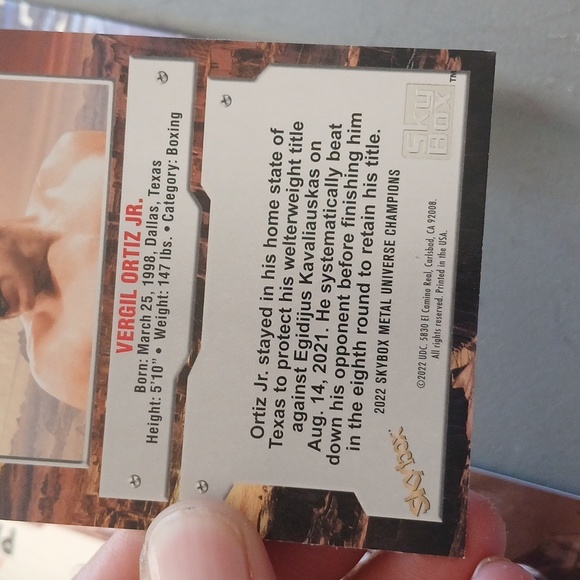 VERGIL ORTIZ JR.
Born: March 25, 1998, Dallas, Texas
Height: 5'10" • Weight: 147 lbs. • Category: Boxing
Ortiz Jr. stayed in his home state of
Texas to protect his welterweight title
against Egidijus Kavaliauskas on
Aug. 14, 2021. He systematically beat
down his opponent before finishing him
in the eighth round to retain his title.
2022 SKYBOX METAL UNIVERSE CHAMPIONS
©2022 UDC. 5830 El Camino Real, Carlsbad, CA 92008.
All rights reserved. Printed in the USA.
Sky
Box™
skybox